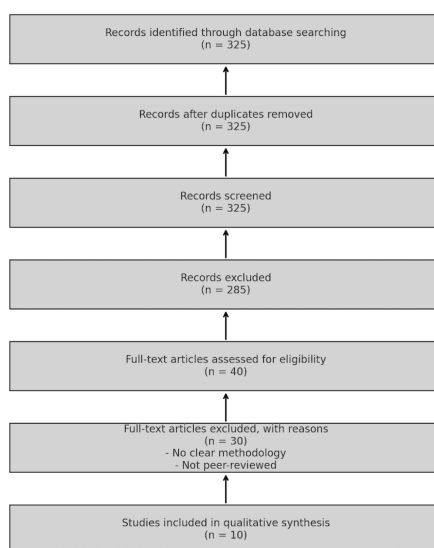 Records identified through database searching
(n = 325)
Records after duplicates removed
(n = 325)
Records screened
(n = 325)
Records excluded
(n = 285)
Full-text articles assessed for eligibility
(n = 40)
Full-text articles excluded, with reasons
(n = 30)
- No clear methodology
- Not peer-reviewed
Studies included in qualitative synthesis
(n = 10)